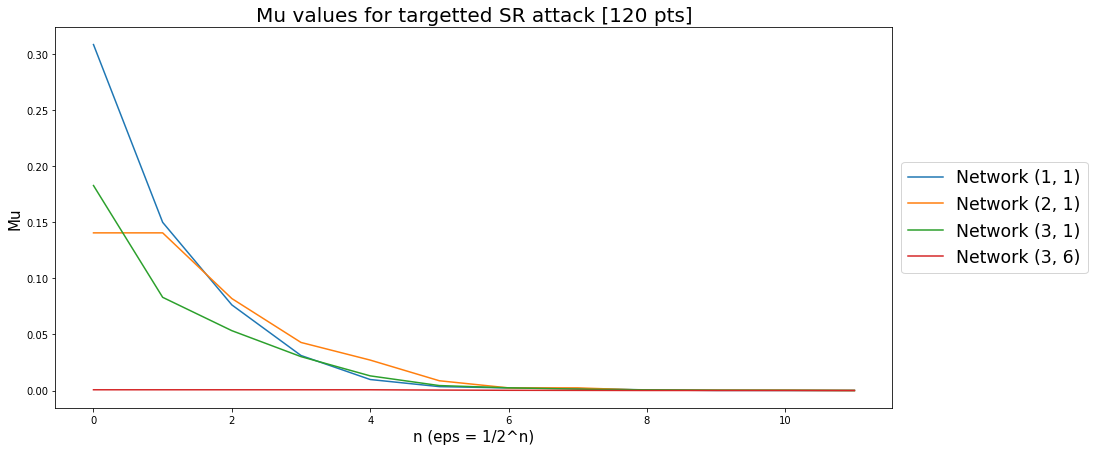 Mu values for targetted SR attack [120 pts]
0.30
0.25
0.20
0.15
0.10
0.05
0.00
Mu
0 2 4 6 8 10
n (eps = 1/2^n)
Network (1, 1)
Network (2, 1)
Network (3, 1)
Network (3, 6)